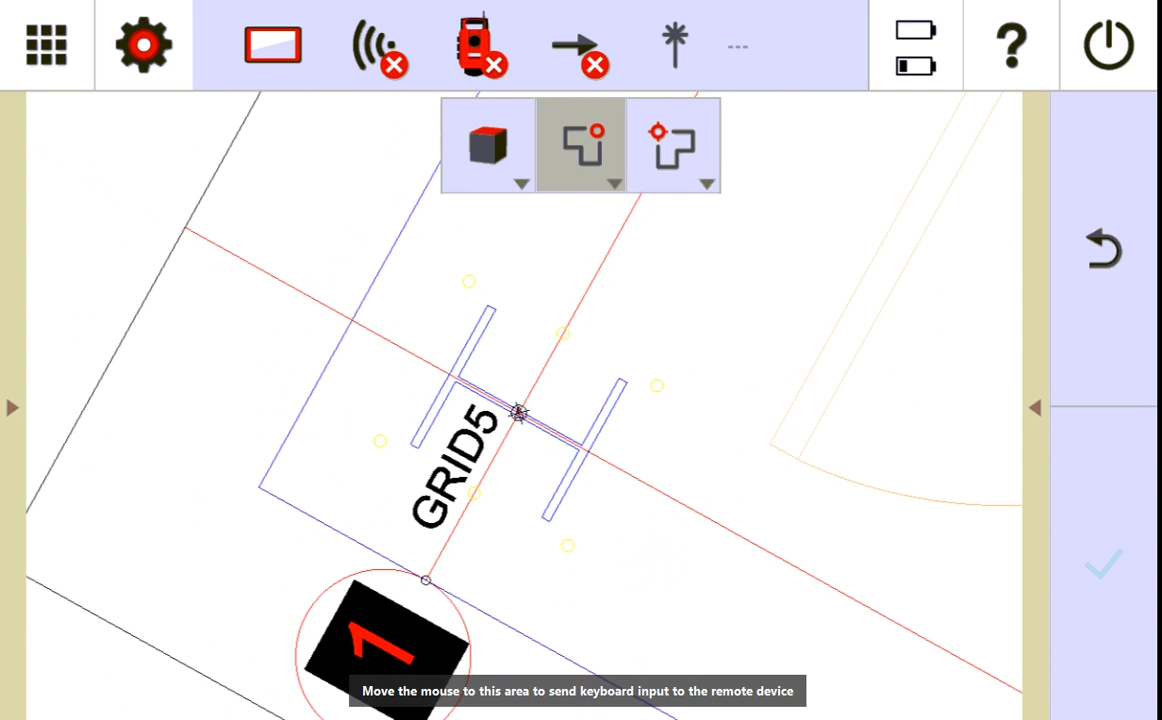 ?
---
GRID5
1
Move the mouse to this area to send keyboard input to the remote device